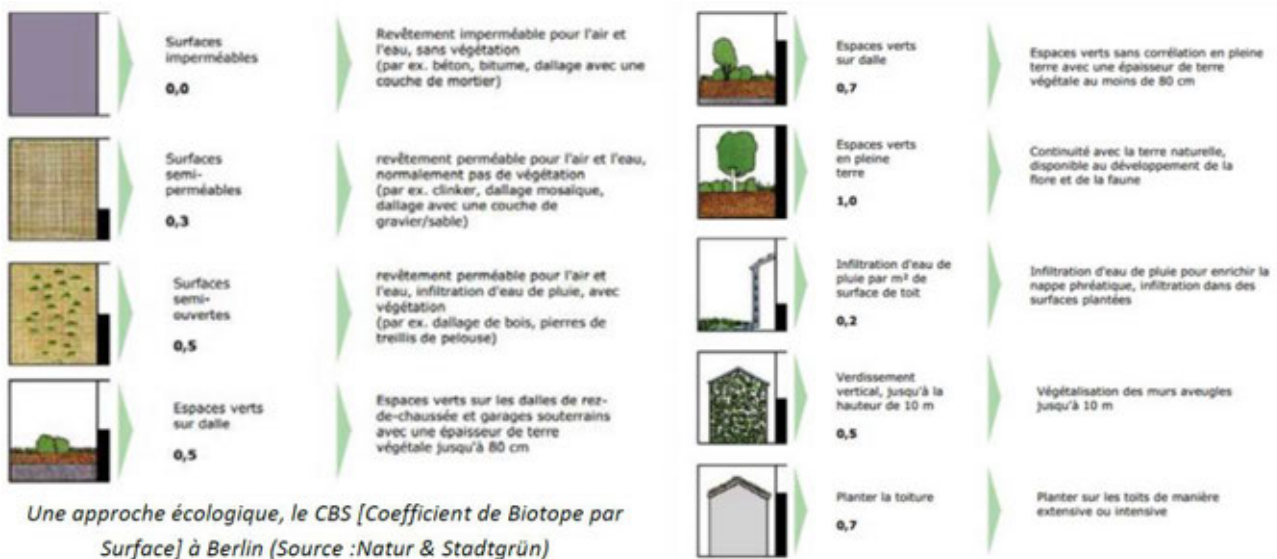 Surfaces
imperméables
0,0
Revêtement imperméable pour l'air et
l'eau, sans végétation
(par ex. béton, bitume, dallage avec une
couche de mortier)
Surfaces
semi-
perméables
0,3
revêtement perméable pour l'air et l'eau,
normalement pas de végétation
(par ex. clinker, dallage mosaïque,
dallage avec une couche de
gravier/sable)
Surfaces
semi-
ouvertes
0,5
revêtement perméable pour l'air et
l'eau, infiltration d'eau de pluie, avec
végétation
(par ex. dallage de bois, pierres de
treillis de pelouse)
Espaces verts
sur dalle
0,5
Espaces verts sur les dalles de rez-
de-chaussée et garages souterrains
avec une épaisseur de terre
végétale jusqu'à 80 cm
Une approche écologique, le CBS [Coefficient de Biotope par
Surface] à Berlin (Source :Natur & Stadtgrün)
Espaces verts
sur dalle
0,7
Espaces verts sans corrélation en pleine
terre avec une épaisseur de terre
végétale au moins de 80 cm
Espaces verts
en pleine
terre
1,0
Continuité avec la terre naturelle,
disponible au développement de la
flore et de la faune
Infiltration d'eau de
pluie par m² de
surface de toit
0,2
Infiltration d'eau de pluie pour enrichir la
nappe phréatique, infiltration dans des
surfaces plantées
Verdissement
vertical, jusqu'à la
hauteur de 10 m
0,5
Végétalisation des murs aveugles
jusqu'à 10 m
Planter la toiture
0,7
Planter sur les toits de manière
extensive ou intensive